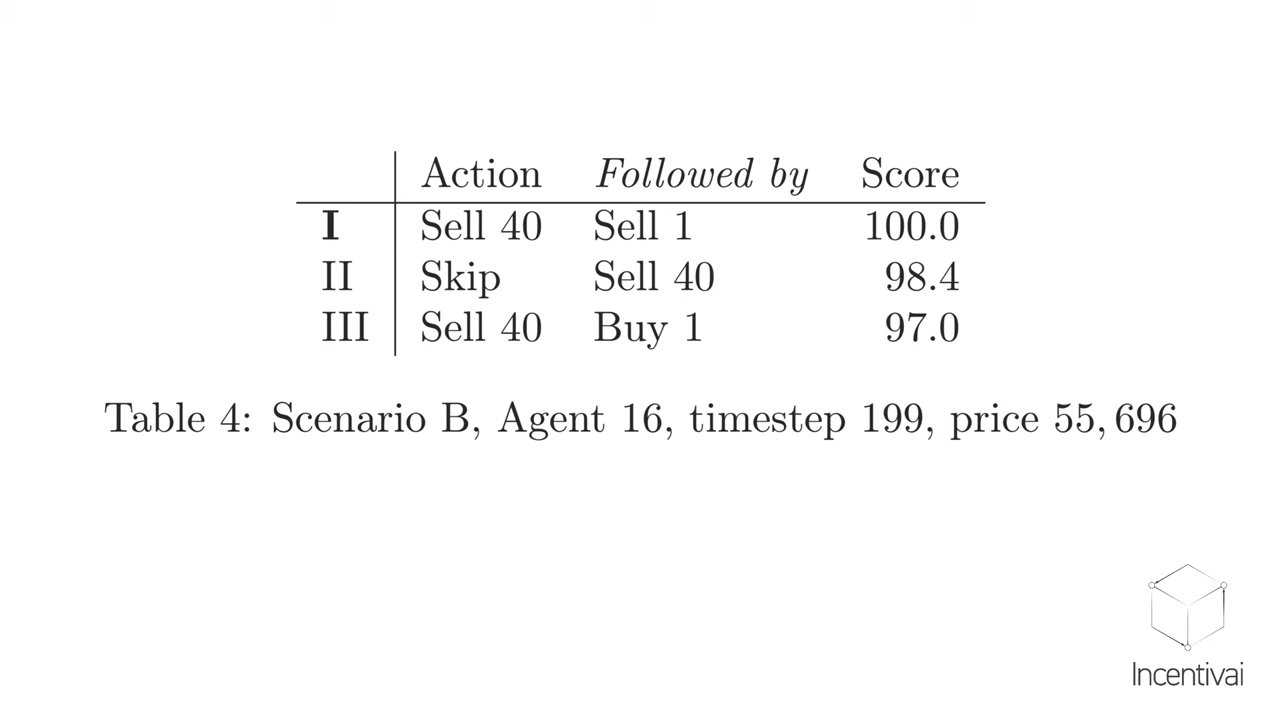 Action Followed by Score
I Sell 40 Sell 1 100.0
II Skip Sell 40 98.4
III Sell 40 Buy 1 97.0
Table 4: Scenario B, Agent 16, timestep 199, price 55,696
Incentivai